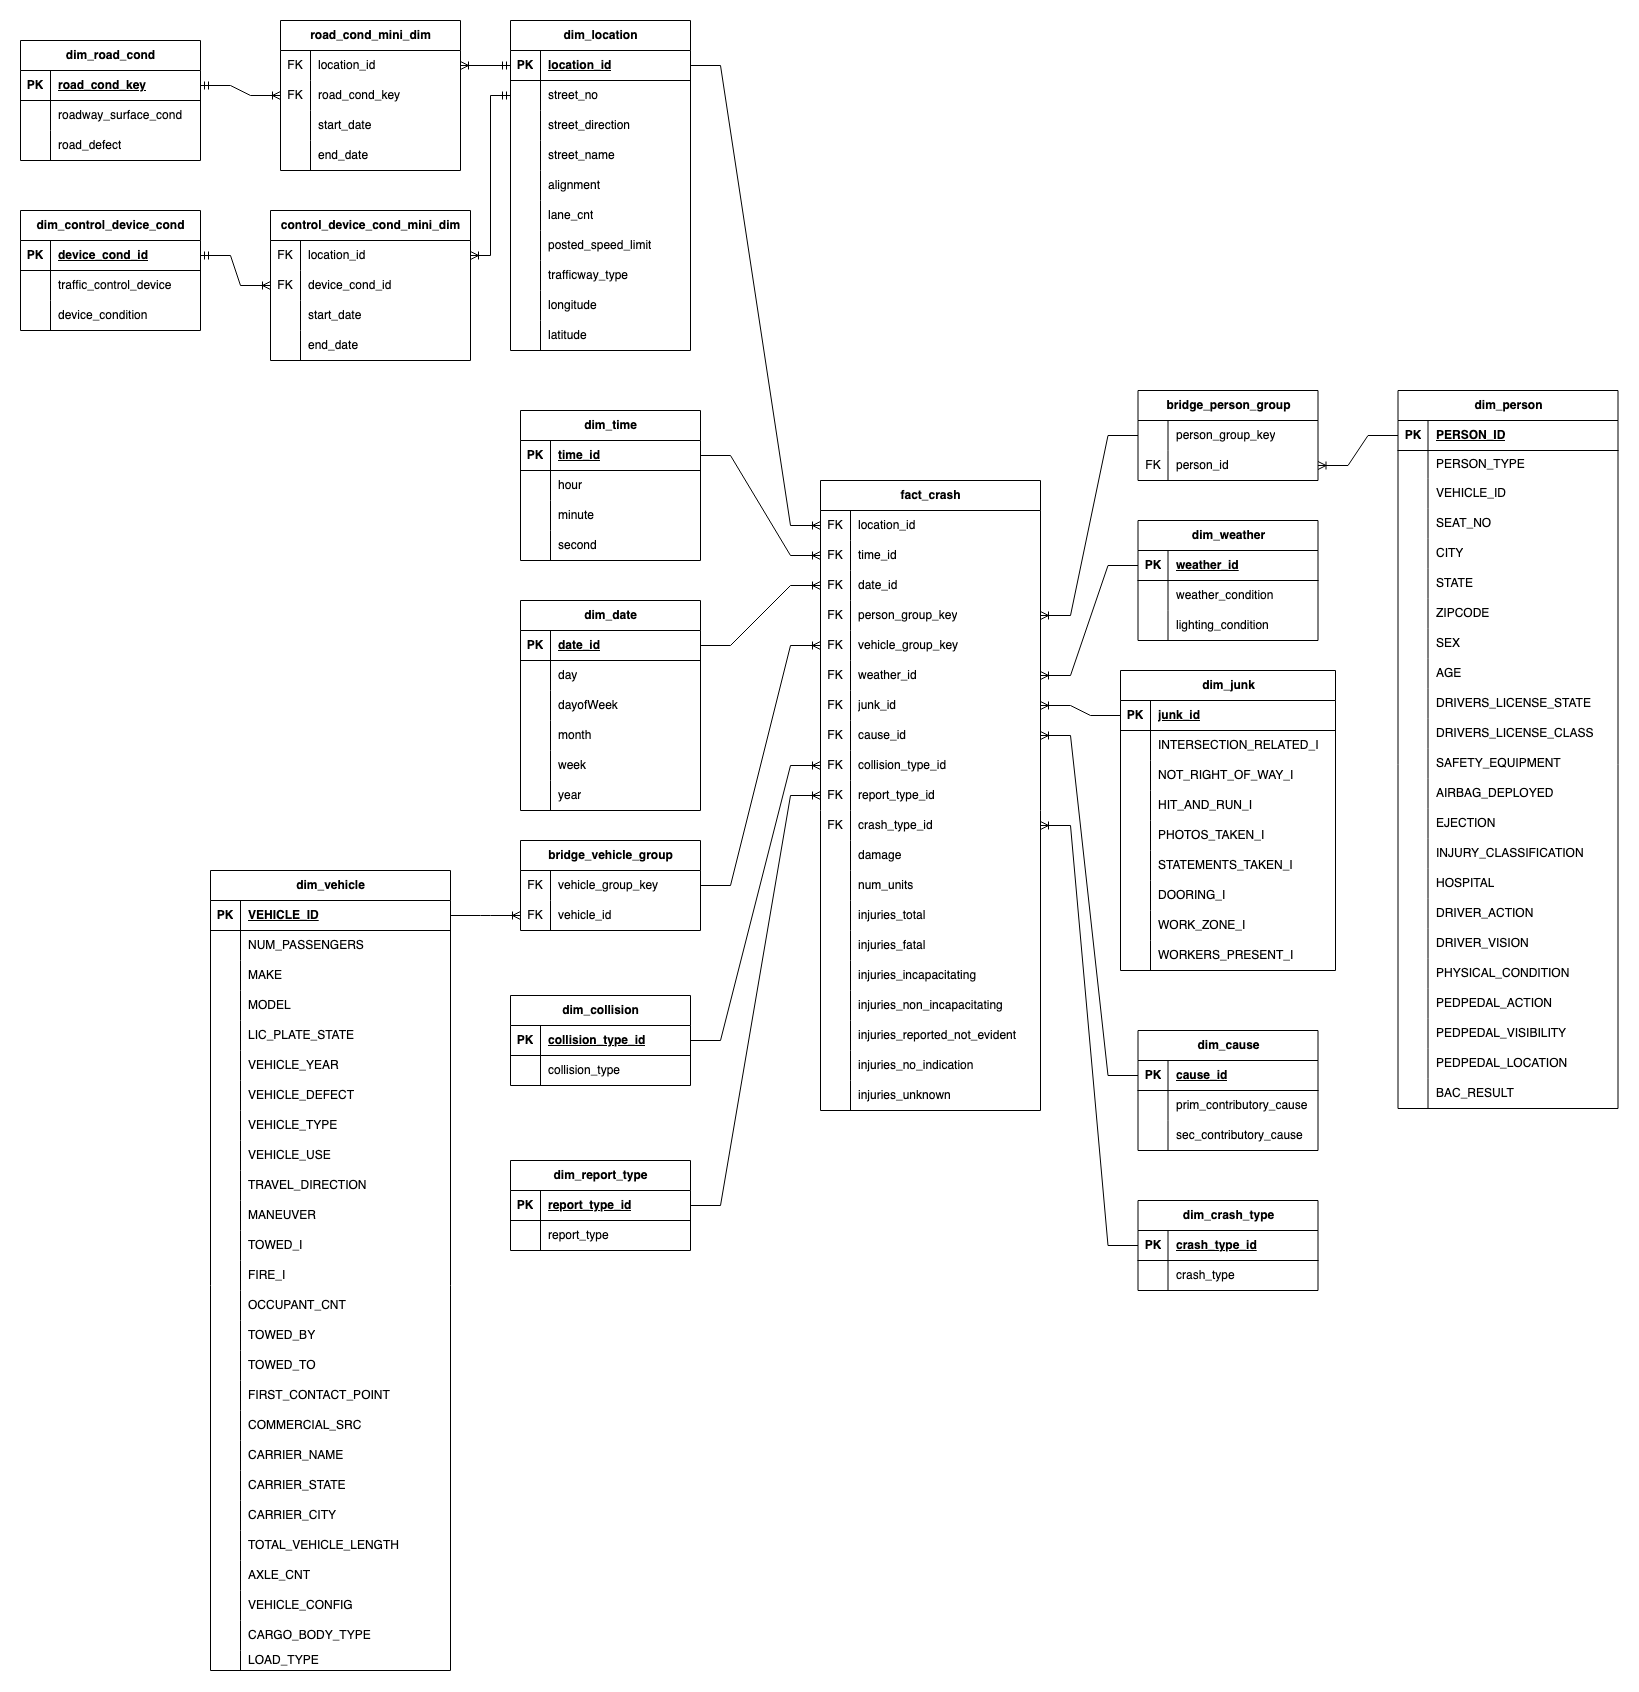 dim_road_cond
PK road_cond_key
roadway_surface_cond
road_defect
road_cond_mini_dim
FK location_id
FK road_cond_key
start_date
end_date
dim_location
PK location_id
street_no
street_direction
street_name
alignment
lane_cnt
posted_speed_limit
trafficway_type
longitude
latitude
dim_control_device_cond
PK device_cond_id
traffic_control_device
device_condition
control_device_cond_mini_dim
FK location_id
FK device_cond_id
start_date
end_date
dim_time
PK time_id
hour
minute
second
dim_date
PK date_id
day
dayofWeek
month
week
year
bridge_vehicle_group
FK vehicle_group_key
FK vehicle_id
dim_vehicle
PK VEHICLE_ID
NUM_PASSENGERS
MAKE
MODEL
LIC_PLATE_STATE
VEHICLE_YEAR
VEHICLE_DEFECT
VEHICLE_TYPE
VEHICLE_USE
TRAVEL_DIRECTION
MANEUVER
TOWED_I
FIRE_I
OCCUPANT_CNT
TOWED_BY
TOWED_TO
FIRST_CONTACT_POINT
COMMERCIAL_SRC
CARRIER_NAME
CARRIER_STATE
CARRIER_CITY
TOTAL_VEHICLE_LENGTH
AXLE_CNT
VEHICLE_CONFIG
CARGO_BODY_TYPE
LOAD_TYPE
dim_collision
PK collision_type_id
collision_type
dim_report_type
PK report_type_id
report_type
fact_crash
FK location_id
FK time_id
FK date_id
FK person_group_key
FK vehicle_group_key
FK weather_id
FK junk_id
FK cause_id
FK collision_type_id
FK report_type_id
FK crash_type_id
damage
num_units
injuries_total
injuries_fatal
injuries_incapacitating
injuries_non_incapacitating
injuries_reported_not_evident
injuries_no_indication
injuries_unknown
bridge_person_group
person_group_key
FK person_id
dim_weather
PK weather_id
weather_condition
lighting_condition
dim_junk
PK junk_id
INTERSECTION_RELATED_I
NOT_RIGHT_OF_WAY_I
HIT_AND_RUN_I
PHOTOS_TAKEN_I
STATEMENTS_TAKEN_I
DOORING_I
WORK_ZONE_I
WORKERS_PRESENT_I
dim_cause
PK cause_id
prim_contributory_cause
sec_contributory_cause
dim_crash_type
PK crash_type_id
crash_type
dim_person
PK PERSON_ID
PERSON_TYPE
VEHICLE_ID
SEAT_NO
CITY
STATE
ZIPCODE
SEX
AGE
DRIVERS_LICENSE_STATE
DRIVERS_LICENSE_CLASS
SAFETY_EQUIPMENT
AIRBAG_DEPLOYED
EJECTION
INJURY_CLASSIFICATION
HOSPITAL
DRIVER_ACTION
DRIVER_VISION
PHYSICAL_CONDITION
PEDPEDAL_ACTION
PEDPEDAL_VISIBILITY
PEDPEDAL_LOCATION
BAC_RESULT